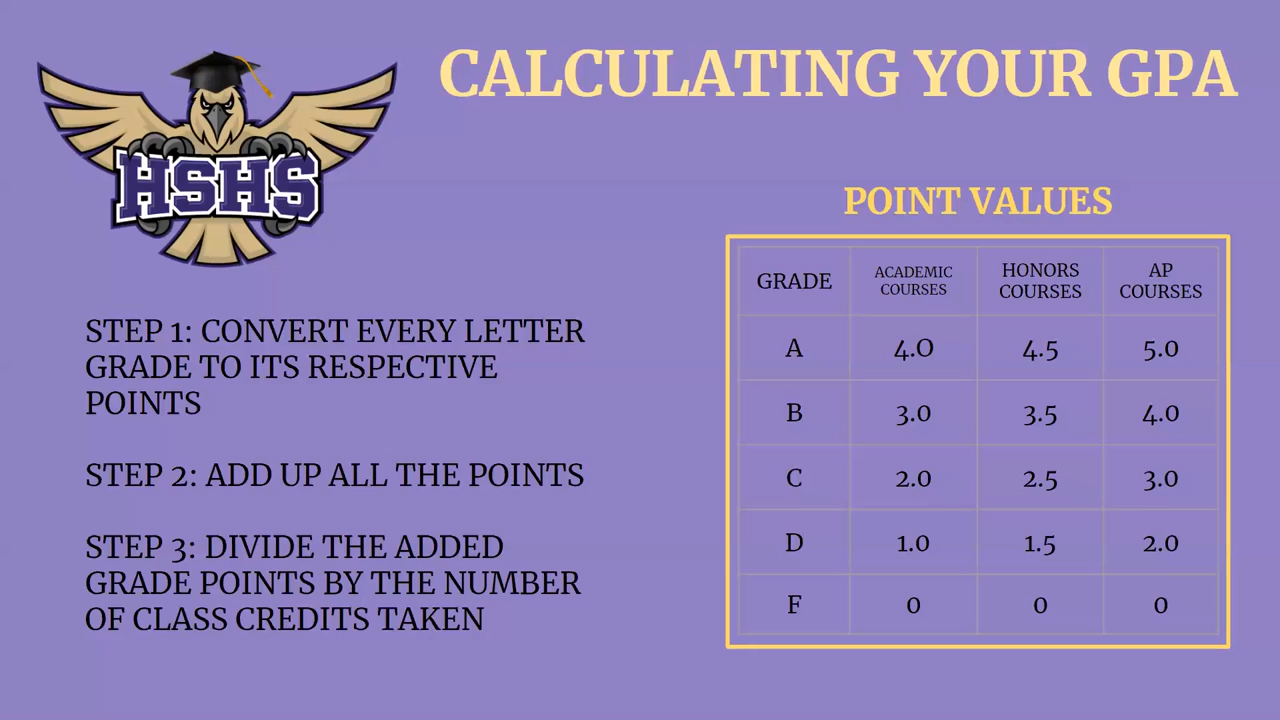 HSHS
CALCULATING YOUR GPA
STEP 1: CONVERT EVERY LETTER
GRADE TO ITS RESPECTIVE
POINTS
STEP 2: ADD UP ALL THE POINTS
STEP 3: DIVIDE THE ADDED
GRADE POINTS BY THE NUMBER
OF CLASS CREDITS TAKEN
POINT VALUES
GRADE ACADEMIC COURSES HONORS COURSES AP COURSES
A 4.0 4.5 5.0
B 3.0 3.5 4.0
C 2.0 2.5 3.0
D 1.0 1.5 2.0
F 0 0 0